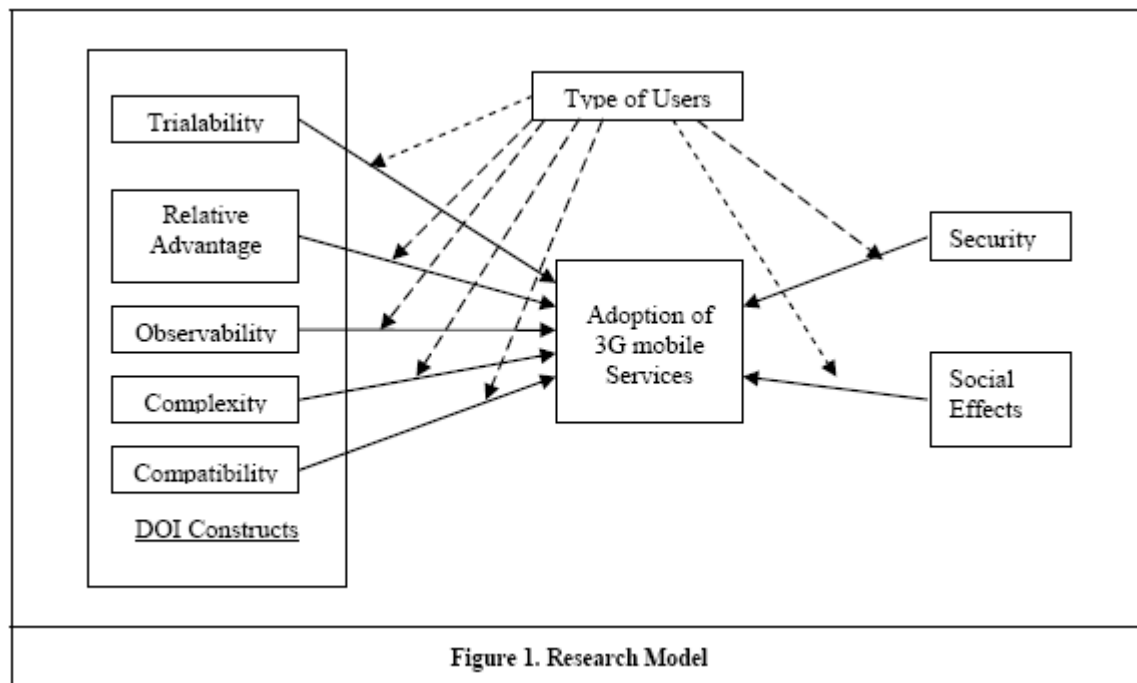 Trialability
Relative
Advantage
Observability
Complexity
Compatibility
DOI Constructs
Type of Users
Adoption of
3G mobile
Services
Security
Social
Effects
Figure 1. Research Model